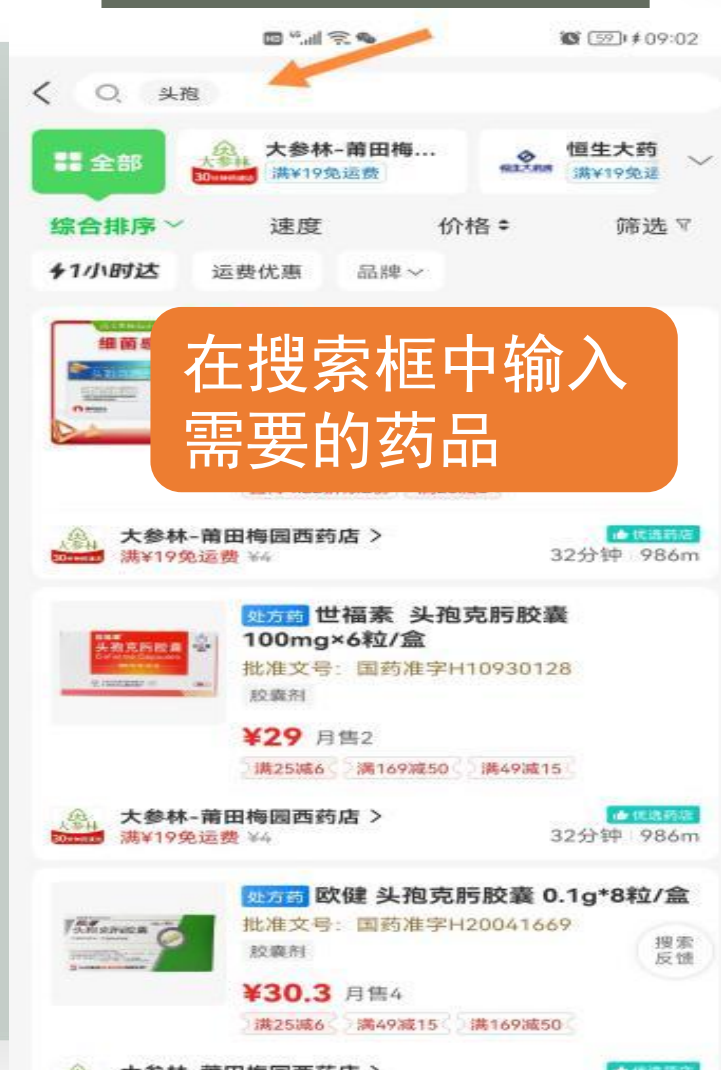 HD 59 09:02
头孢
全部
大参林-莆田梅...
满¥19免运费
恒生大药
满¥19免运
综合排序 速度 价格 筛选
1小时达 运费优惠 品牌
细菌
在搜索框中输入
需要的药品
大参林-莆田梅园西药店 >
优选药店
满¥19免运费 ¥4
32分钟 986m
处方药 世福素 头孢克肟胶囊
100mg×6粒/盒
批准文号：国药准字H10930128
胶囊剂
¥29 月售2
满25减6 满169减50 满49减15
大参林-莆田梅园西药店 >
优选药店
满¥19免运费 ¥4
32分钟 986m
处方药 欧健 头孢克肟胶囊 0.1g*8粒/盒
批准文号：国药准字H20041669
胶囊剂
搜索
反馈
¥30.3 月售4
满25减6 满49减15 满169减50